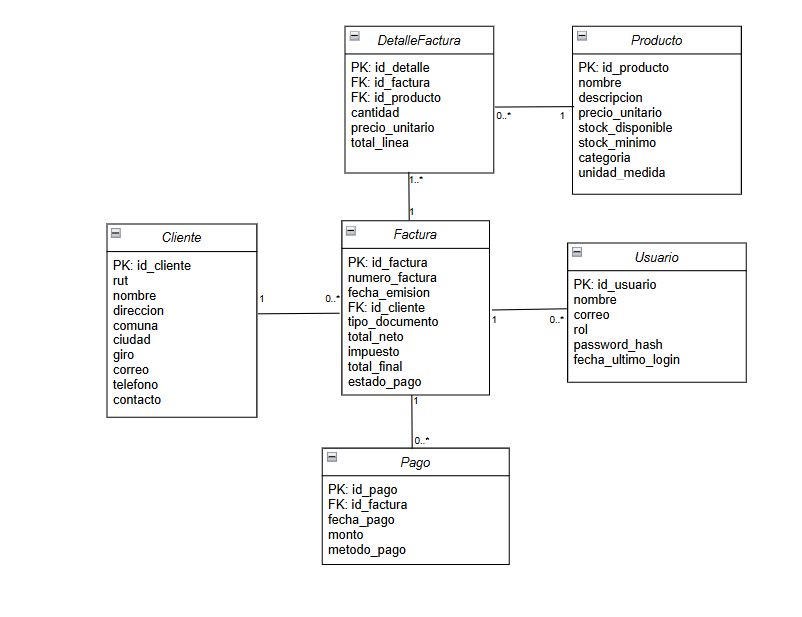 DetalleFactura
PK: id_detalle
FK: id_factura
FK: id_producto
cantidad
precio_unitario
total_linea
Producto
PK: id_producto
nombre
descripcion
precio_unitario
stock_disponible
stock_minimo
categoria
unidad_medida
0..*
1
1..*
1
Cliente
PK: id_cliente
rut
nombre
direccion
comuna
ciudad
giro
correo
telefono
contacto
1
0..*
Factura
PK: id_factura
numero_factura
fecha_emision
FK: id_cliente
tipo_documento
total_neto
impuesto
total_final
estado_pago
1
0..*
Usuario
PK: id_usuario
nombre
correo
rol
password_hash
fecha_ultimo_login
1
0..*
Pago
PK: id_pago
FK: id_factura
fecha_pago
monto
metodo_pago